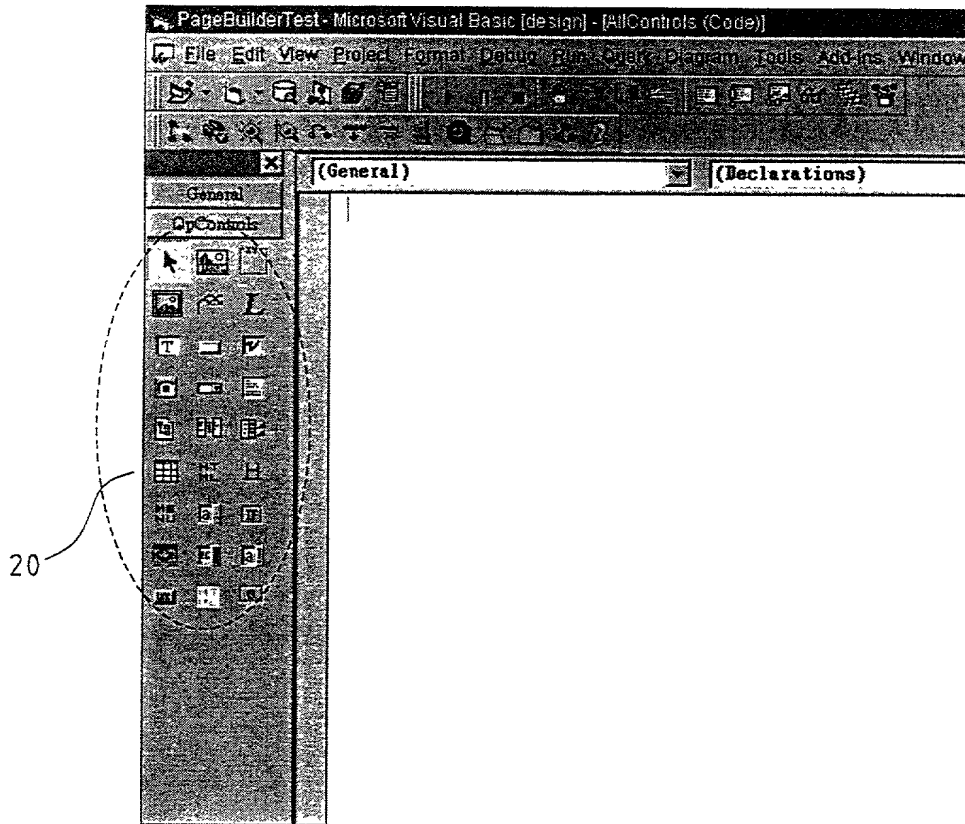 PageBuilderTest - Microsoft Visual Basic [design] - [AllControls (Code)]
File Edit View Project Format Debug Run Query Diagram Tools Add-Ins Window
(General) (Declarations)
General
OpControls
L
T
H
20